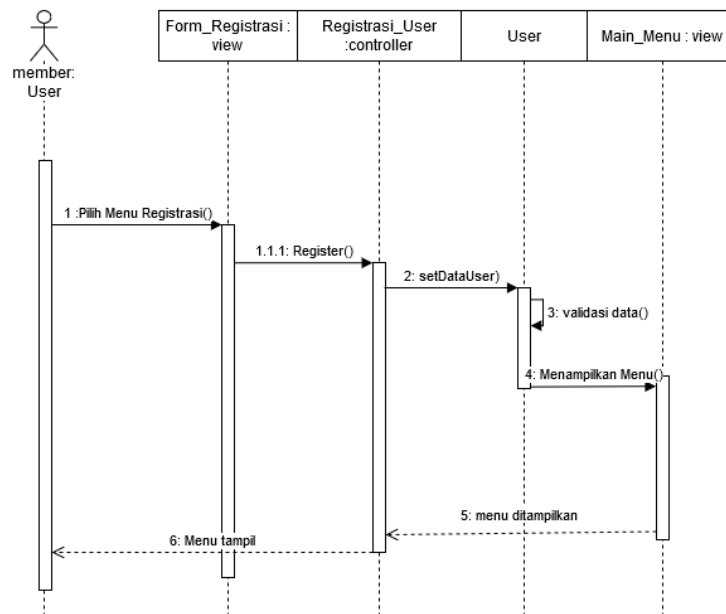 member:
User
Form_Registrasi :
view
Registrasi_User
:controller
User
Main_Menu : view
1 :Pilih Menu Registrasi()
1.1.1: Register()
2: setDataUser)
3: validasi data()
4: Menampilkan Menu()
5: menu ditampilkan
6: Menu tampil